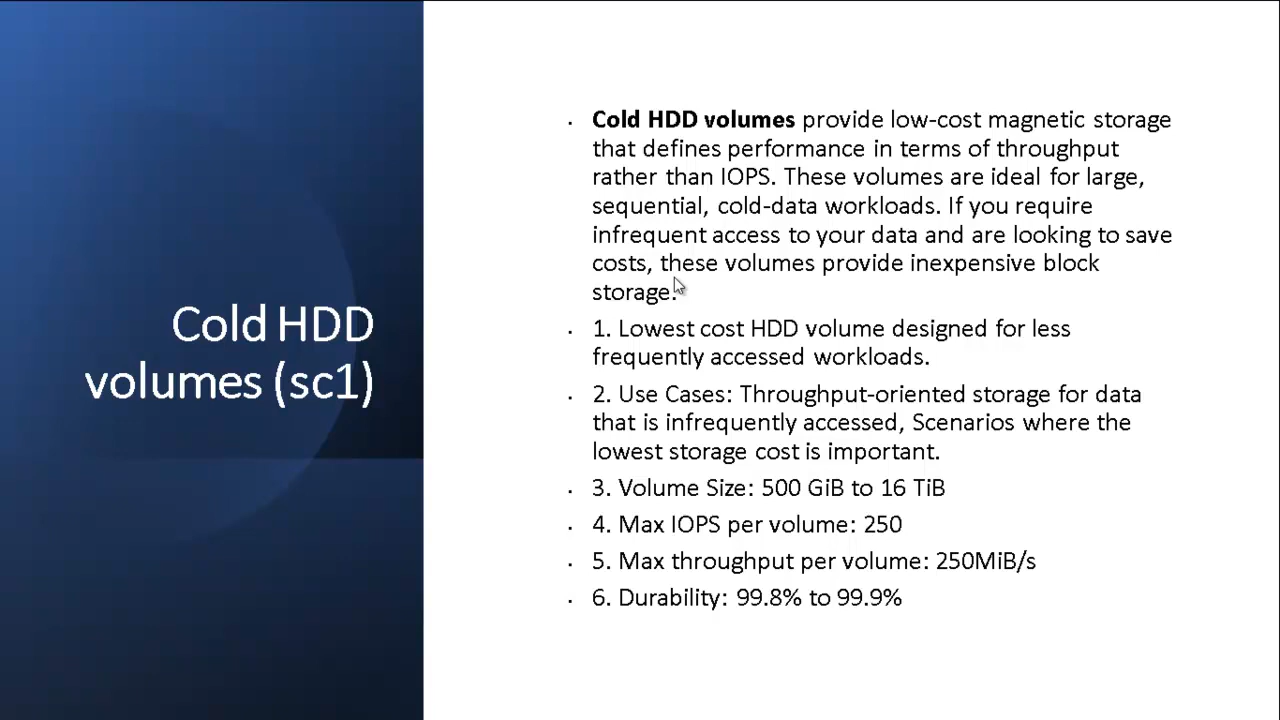 Cold HDD
volumes (sc1)
· Cold HDD volumes provide low-cost magnetic storage
that defines performance in terms of throughput
rather than IOPS. These volumes are ideal for large,
sequential, cold-data workloads. If you require
infrequent access to your data and are looking to save
costs, these volumes provide inexpensive block
storage.
· 1. Lowest cost HDD volume designed for less
frequently accessed workloads.
· 2. Use Cases: Throughput-oriented storage for data
that is infrequently accessed, Scenarios where the
lowest storage cost is important.
· 3. Volume Size: 500 GiB to 16 TiB
· 4. Max IOPS per volume: 250
· 5. Max throughput per volume: 250MiB/s
· 6. Durability: 99.8% to 99.9%